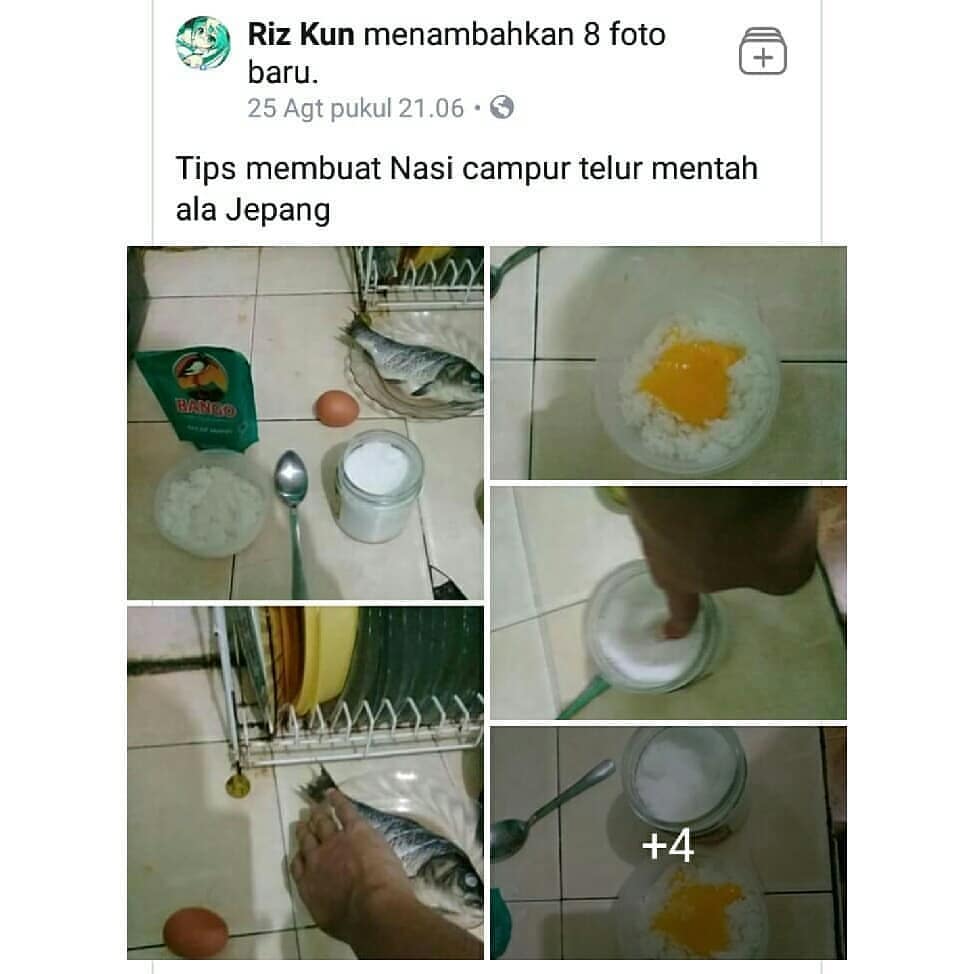 Riz Kun menambahkan 8 foto
baru.
25 Agt pukul 21.06 •
Tips membuat Nasi campur telur mentah
ala Jepang
BANGO
+4